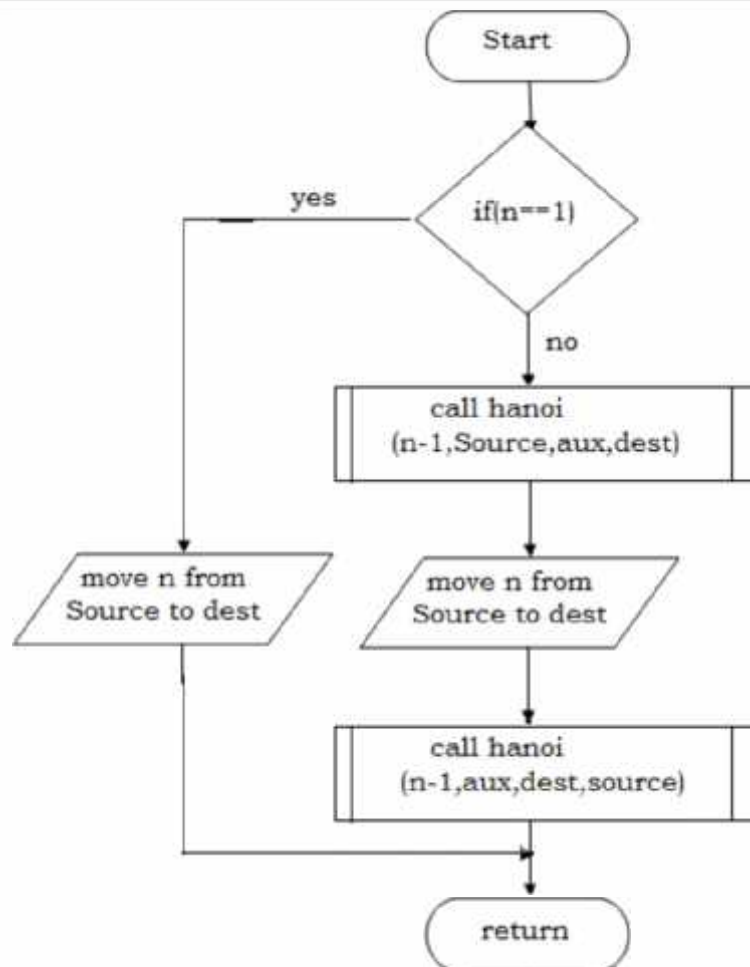 Start
if(n==1)
yes
no
call hanoi
(n-1,Source,aux,dest)
move n from
Source to dest
move n from
Source to dest
call hanoi
(n-1,aux,dest,source)
return